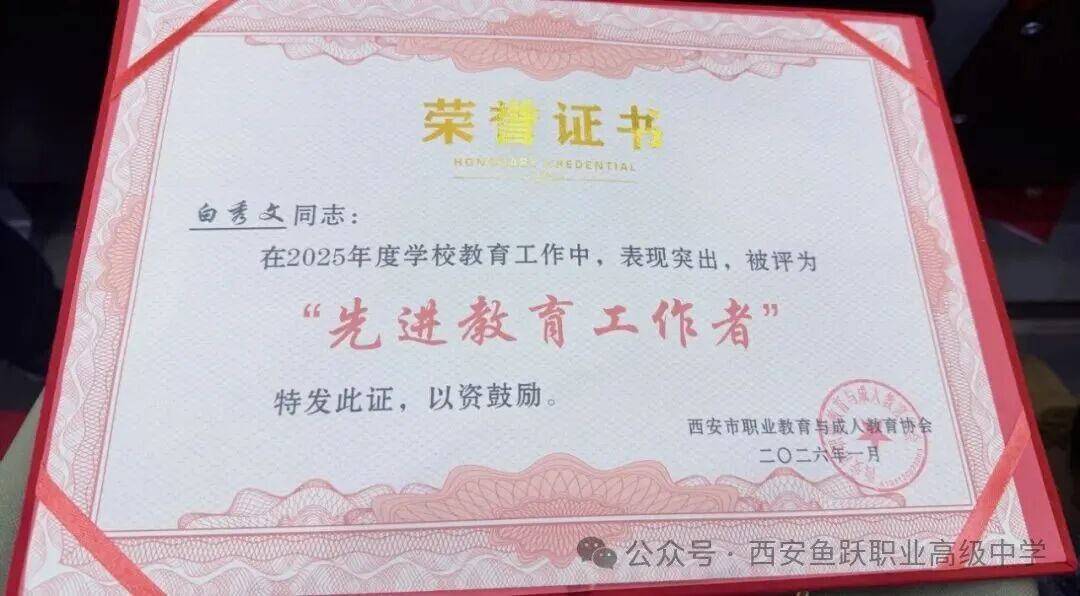 荣誉证书
HONORARY CREDENTIAL
白秀文同志：
在2025年度学校教育工作中，表现突出，被评为
“先进教育工作者”
特发此证，以资鼓励。
西安市职业教育与成人教育协会
二〇二六年一月
公众号·西安鱼跃职业高级中学